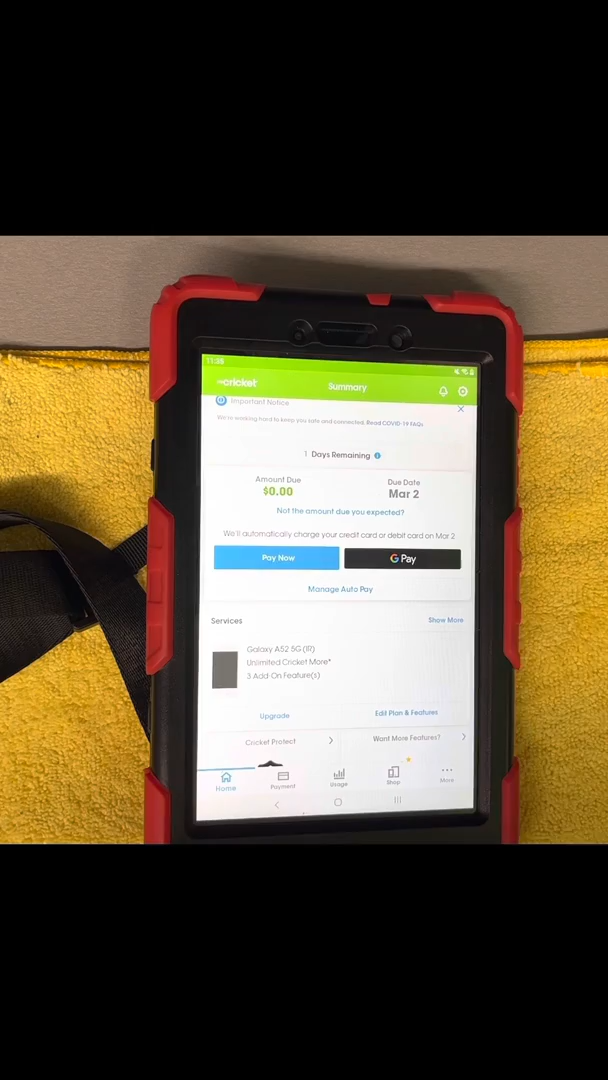 11:35
cricket
Summary
Important Notice
We're working hard to keep you safe and connected. Read COVID-19 FAQs
1 Days Remaining
Amount Due
$0.00
Due Date
Mar 2
Not the amount due you expected?
We'll automatically charge your credit card or debit card on Mar 2
Pay Now
G Pay
Manage Auto Pay
Services
Show More
Galaxy A52 5G (IR)
Unlimited Cricket More*
3 Add-On Feature(s)
Upgrade
Edit Plan & Features
Cricket Protect
Want More Features?
Home
Payment
Usage
Shop
More